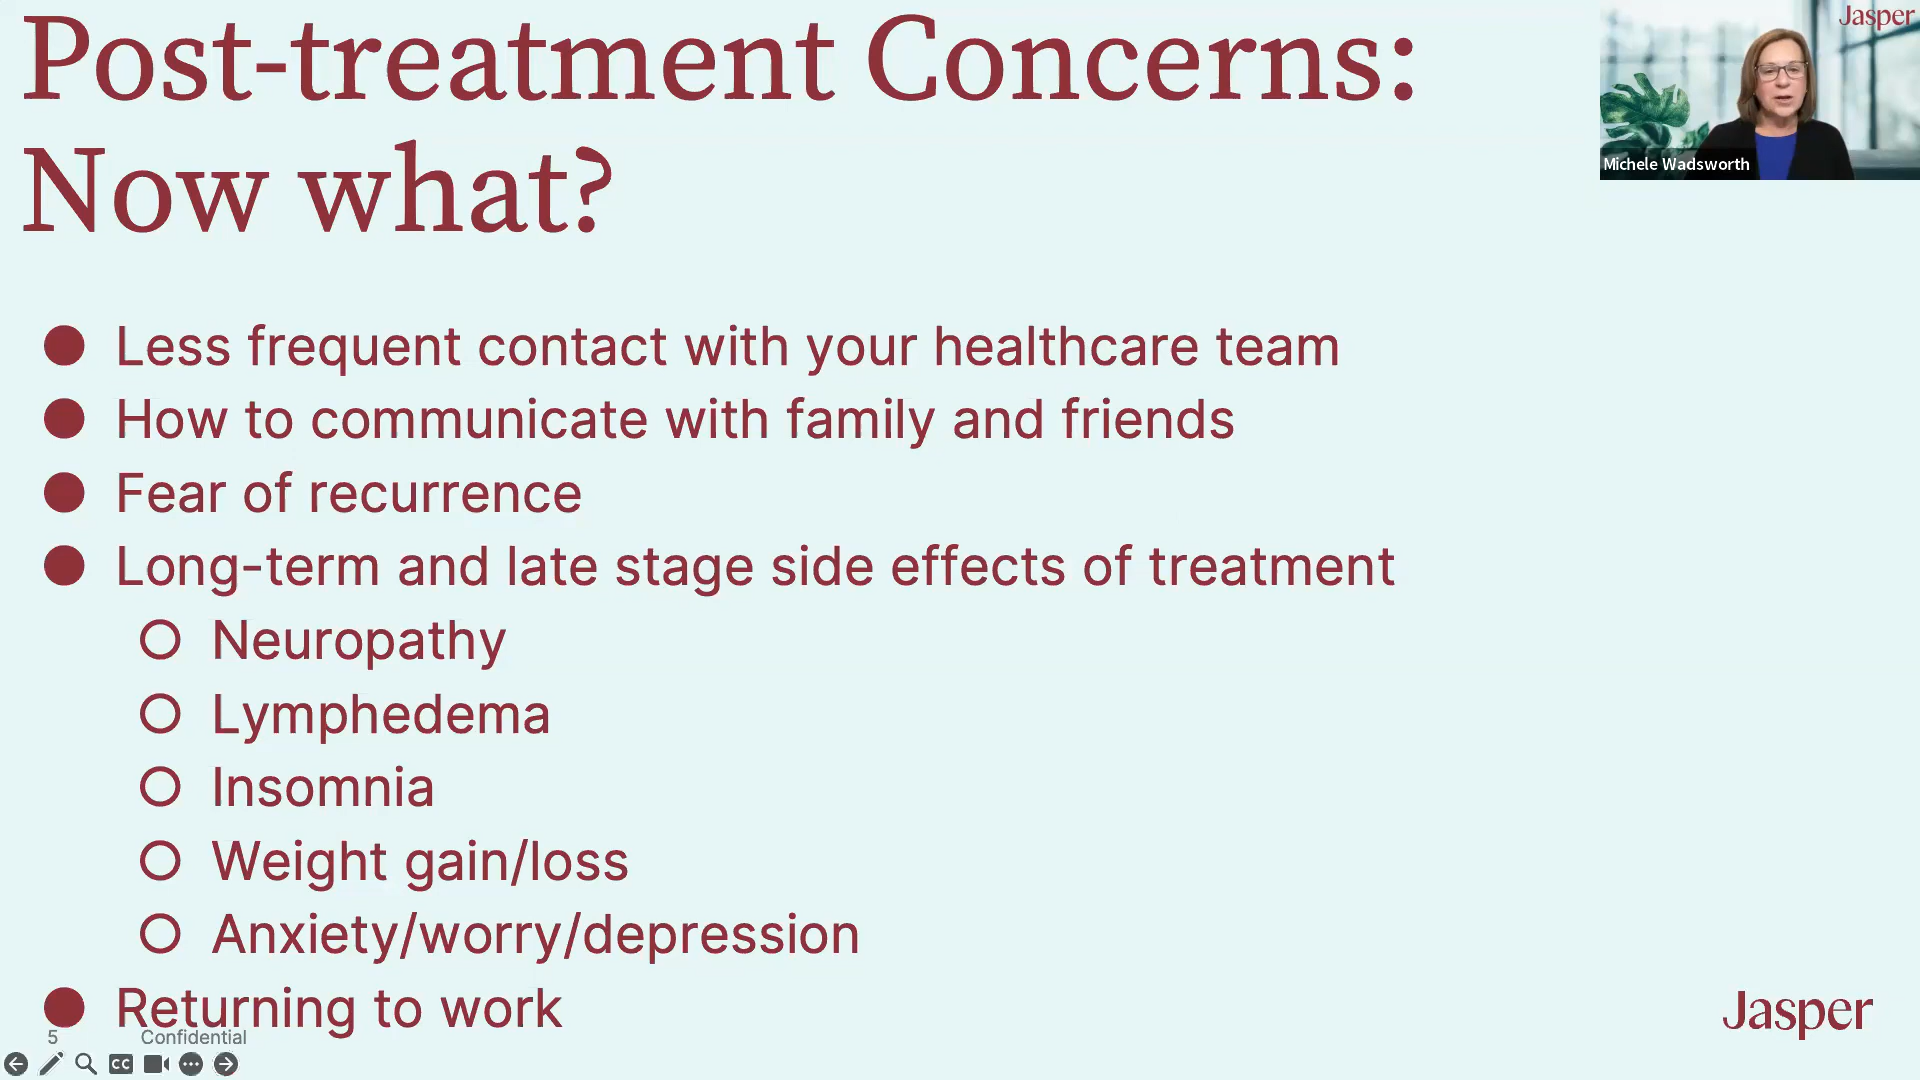 Post-treatment Concerns:
Now what?
Jasper
Michele Wadsworth
Less frequent contact with your healthcare team
How to communicate with family and friends
Fear of recurrence
Long-term and late stage side effects of treatment
Neuropathy
Lymphedema
Insomnia
Weight gain/loss
Anxiety/worry/depression
Returning to work
5 Confidential
Jasper
CC